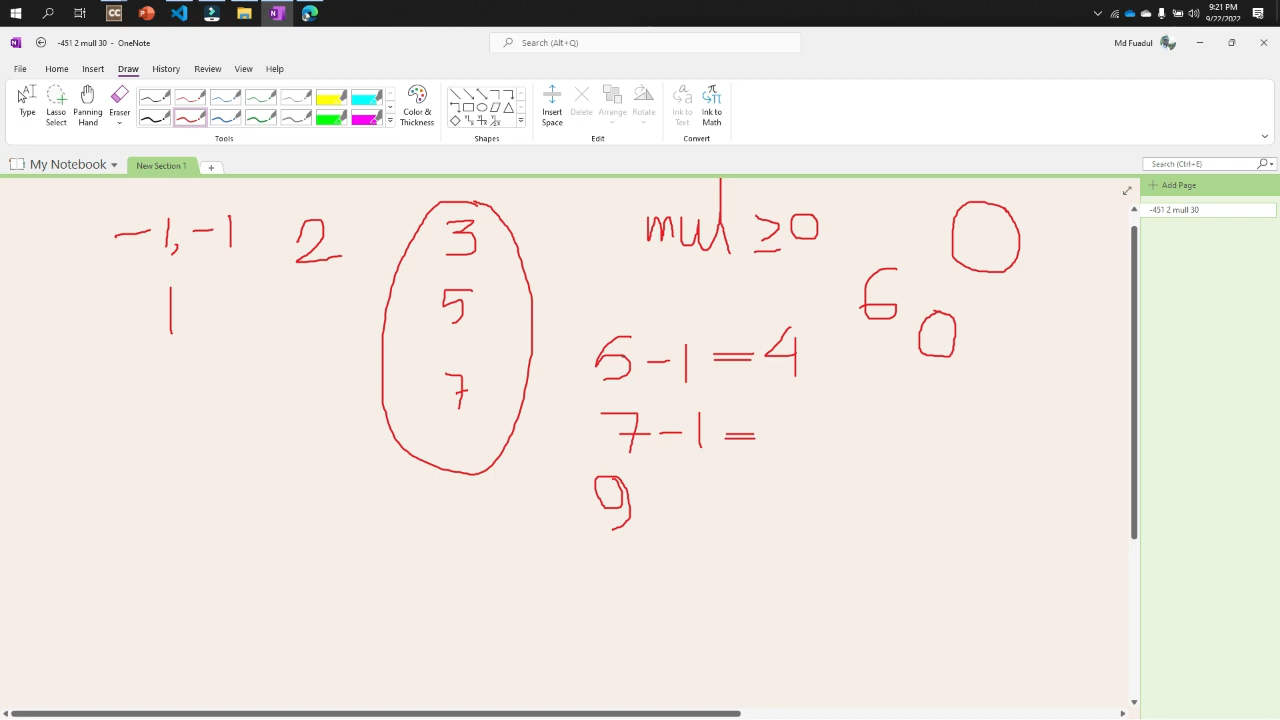 9:21 PM
9/22/2022
-451 2 mull 30 - OneNote
Search (Alt+Q)
Md Fuadul
File Home Insert Draw History Review View Help
Type
Lasso Select
Panning Hand
Eraser
Color & Thickness
Insert Space
Delete
Arrange
Rotate
Ink to Text
Ink to Math
Tools
Shapes
Edit
Convert
My Notebook
New Section 1
Search (Ctrl+E)
Add Page
-451 2 mull 30
-1, -1 2 3 mul ≥0 0
1 5 6 0
5-1=4
7
7-1=
9